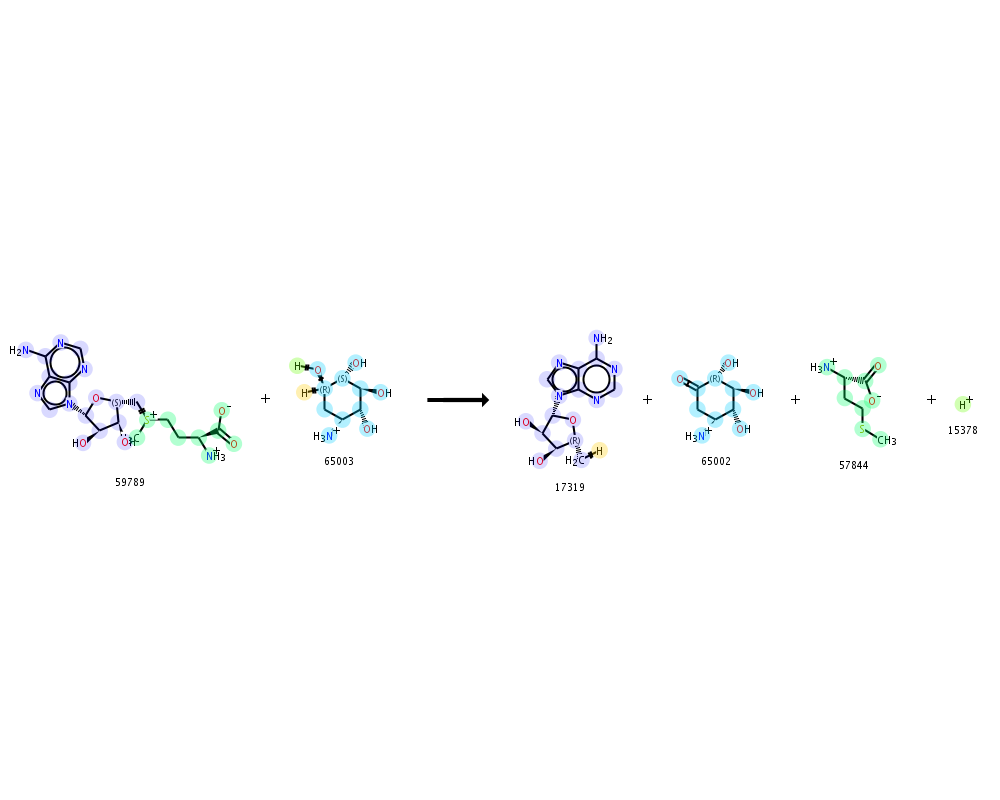 H₂N
N
N
N
N
O
(S)
S⁺
O⁻
O
HO
OH
NH₃⁺
59789
+
H
O
OH
H
(R)
(S)
OH
OH
H₃N⁺
65003
NH₂
N
N
N
N
O
HO
(R)
HO
H₂C
H
17319
+
OH
O
(R)
OH
OH
H₃N⁺
65002
+
H₃N⁺
O
O⁻
S
CH₃
57844
+
H⁺
15378